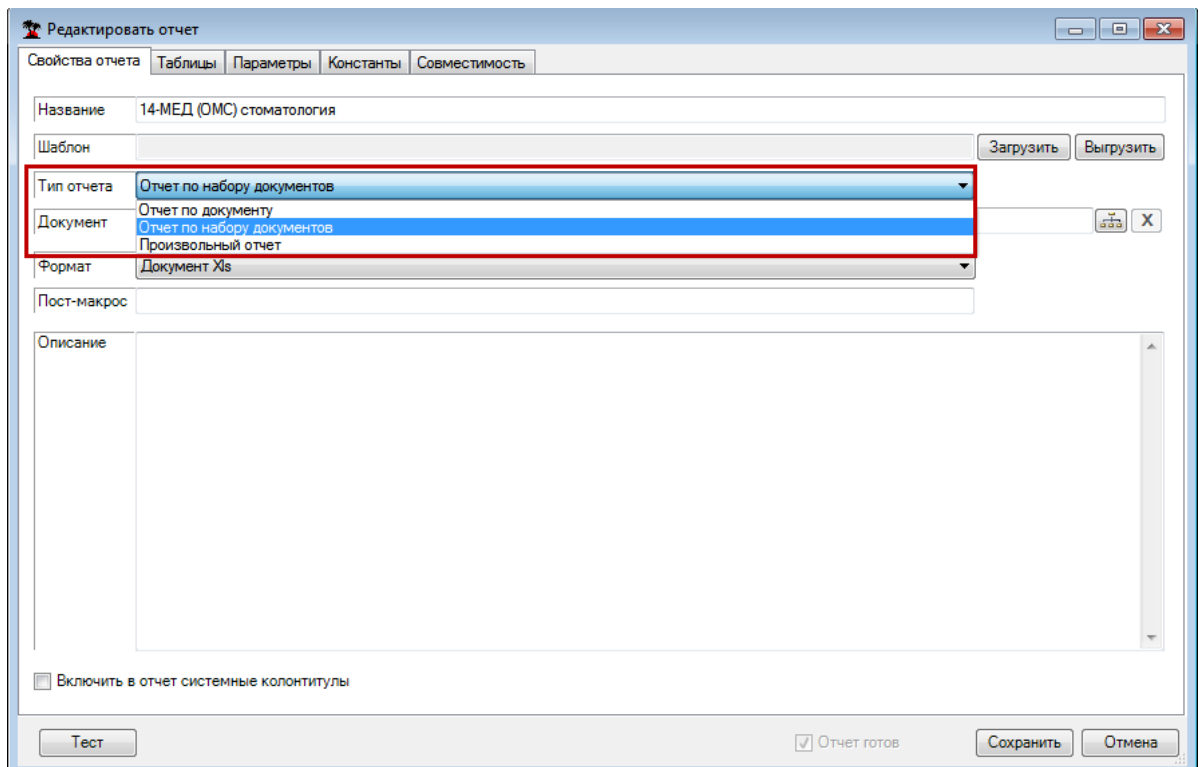 Редактировать отчет
Свойства отчета Таблицы Параметры Константы Совместимость
Название 14-МЕД (ОМС) стоматология
Шаблон Загрузить Выгрузить
Тип отчета Отчет по набору документов
Отчет по документу
Документ Отчет по набору документов X
Произвольный отчет
Формат Документ Xls
Пост-макрос
Описание
Включить в отчет системные колонтитулы
Тест Отчет готов Сохранить Отмена